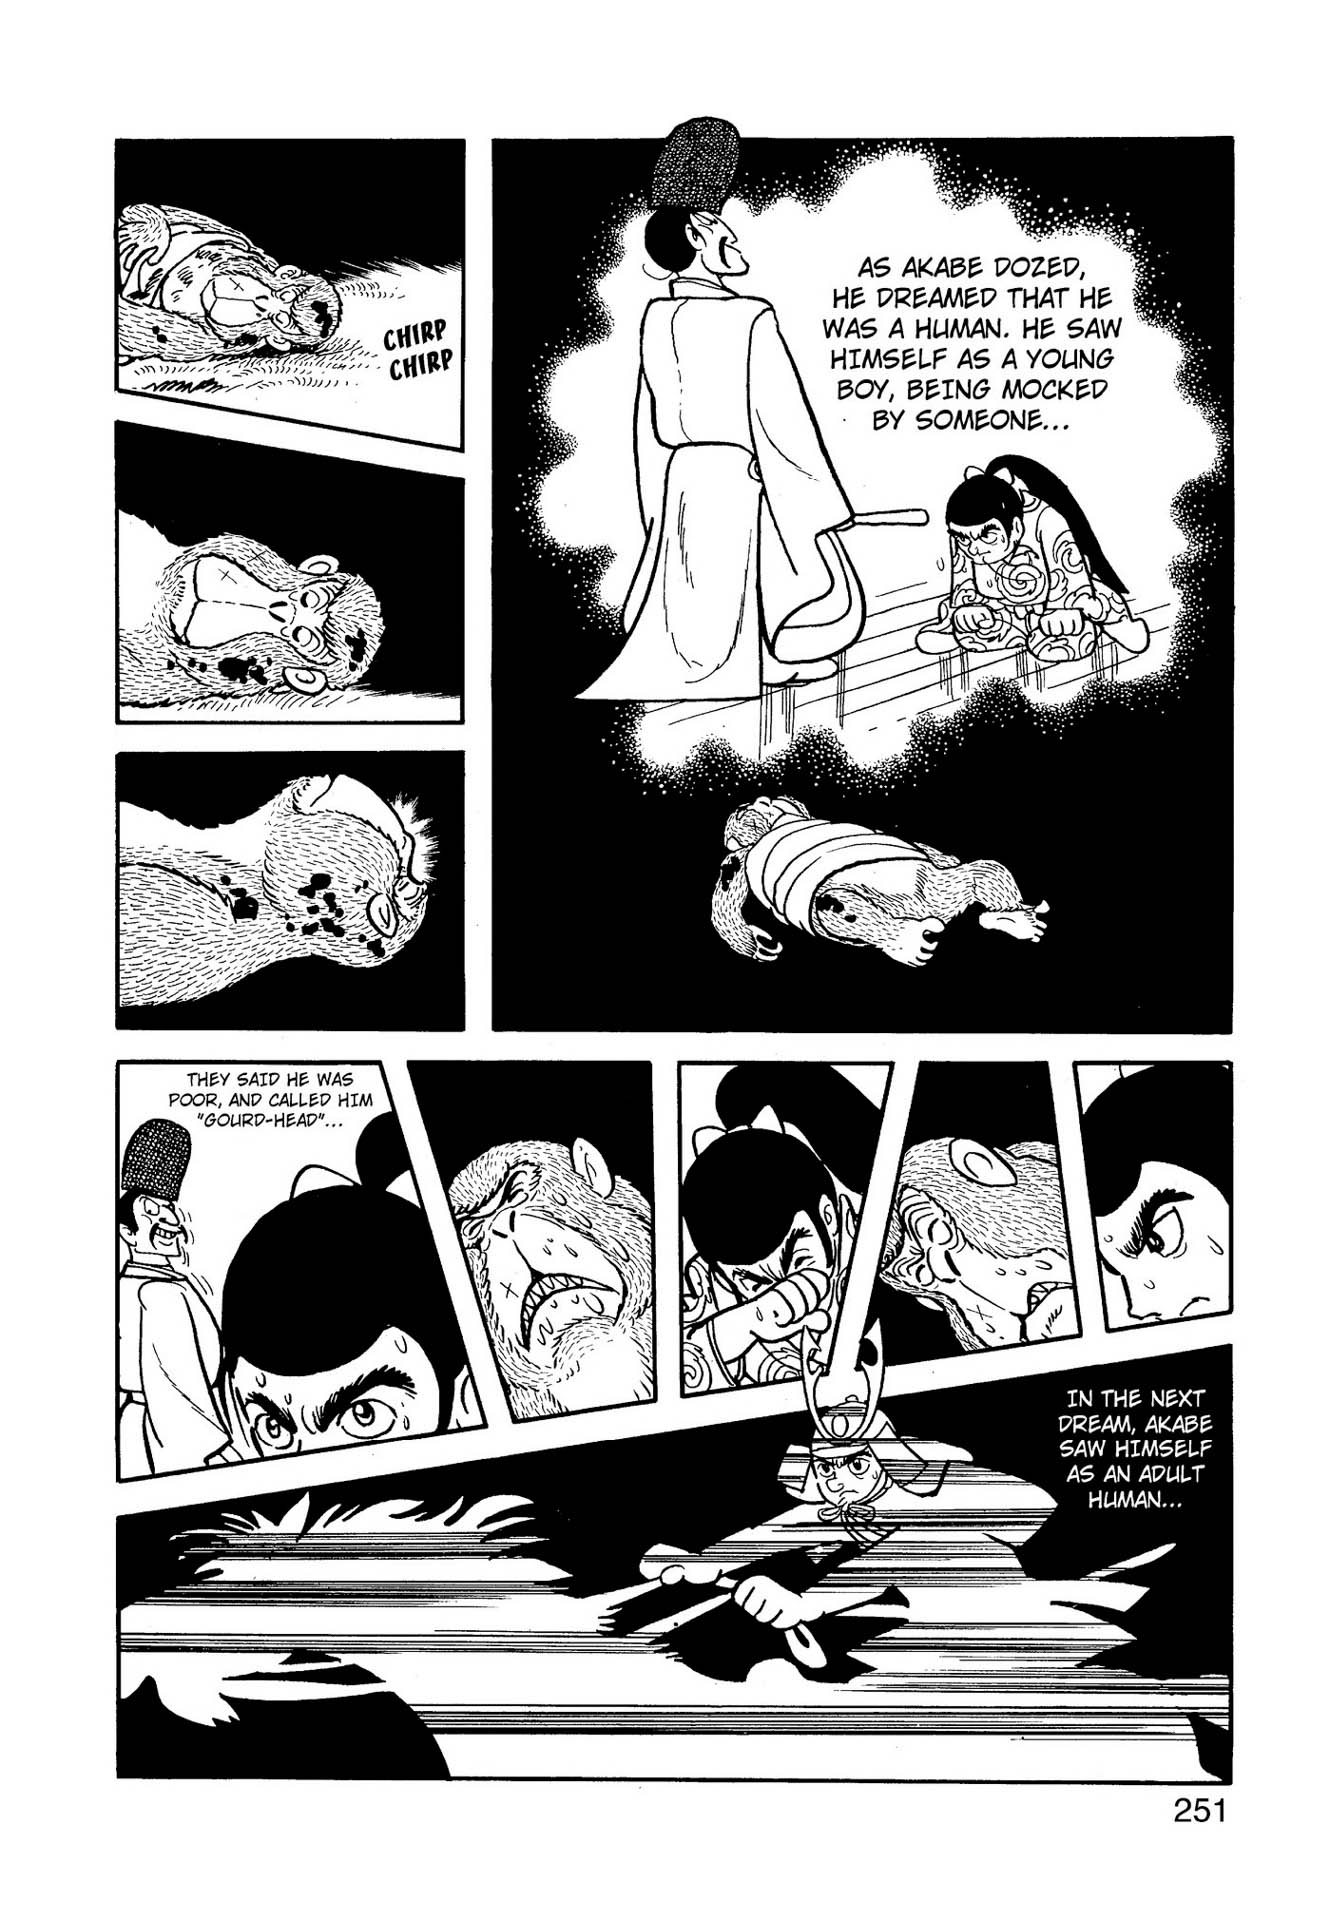 CHIRP
CHIRP
AS AKABE DOZED,
HE DREAMED THAT HE
WAS A HUMAN. HE SAW
HIMSELF AS A YOUNG
BOY, BEING MOCKED
BY SOMEONE...
THEY SAID HE WAS
POOR, AND CALLED HIM
"GOURD-HEAD"...
IN THE NEXT
DREAM, AKABE
SAW HIMSELF
AS AN ADULT
HUMAN...
251